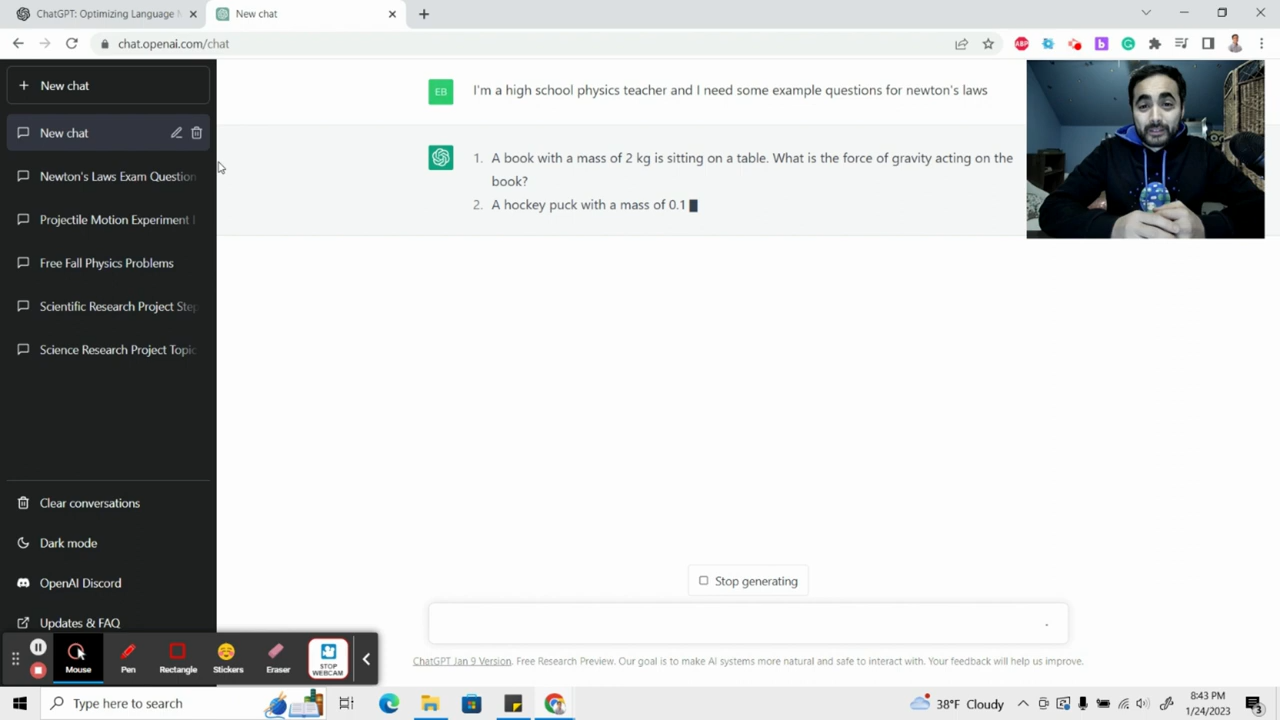 ChatGPT: Optimizing Language M
New chat
chat.openai.com/chat
ABP
b
New chat
New chat
Newton's Laws Exam Question
Projectile Motion Experiment
Free Fall Physics Problems
Scientific Research Project Step
Science Research Project Topic
Clear conversations
Dark mode
OpenAI Discord
Updates & FAQ
EB
I'm a high school physics teacher and I need some example questions for newton's laws
1. A book with a mass of 2 kg is sitting on a table. What is the force of gravity acting on the
book?
2. A hockey puck with a mass of 0.1
Stop generating
ChatGPT Jan 9 Version. Free Research Preview. Our goal is to make AI systems more natural and safe to interact with. Your feedback will help us improve.
Mouse
Pen
Rectangle
Stickers
Eraser
STOP
WEBCAM
Type here to search
38°F Cloudy
8:43 PM
1/24/2023
3